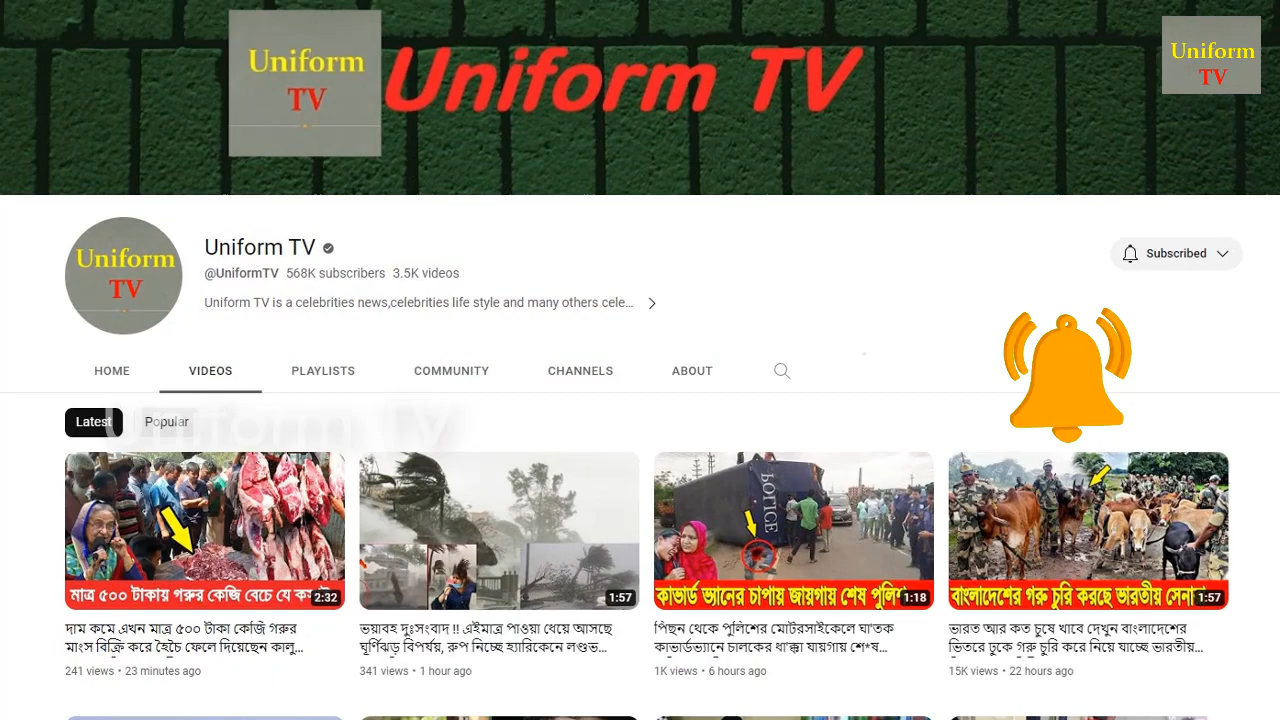 Uniform
TV
Uniform TV
Uniform
TV
Uniform
TV
Uniform TV
@UniformTV 568K subscribers 3.5K videos
Uniform TV is a celebrities news,celebrities life style and many others cele...
Subscribed
HOME VIDEOS PLAYLISTS COMMUNITY CHANNELS ABOUT
Latest Popular
Uniform TV
POLICE
মাত্র ৫০০ টাকায় গরুর কেজি বেচে যে 2:32
1:57
কাভার্ড ভ্যানের চাপায় জায়গায় শেষ পুলিশ 1:18
বাংলাদেশের গরু চুরি করছে ভারতীয় সেনা 1:57
দাম কমে এখন মাত্র ৫০০ টাকা কেজি গরুর
মাংস বিক্রি করে হৈচৈ ফেলে দিয়েছেন কালু...
241 views • 23 minutes ago
ভয়াবহ দুঃসংবাদ !! এইমাত্র পাওয়া ধেয়ে আসছে
ঘূর্ণিঝড় বিপর্যয়, রুপ নিচ্ছে হ্যারিকেনে লণ্ডভ...
341 views • 1 hour ago
পিছন থেকে পুলিশের মোটরসাইকেলে ঘা'তক
কাভার্ডভ্যানে চালকের ধা'ক্কা যায়গায় শে*ষ...
1K views • 6 hours ago
ভারত আর কত চুষে খাবে দেখুন বাংলাদেশের
ভিতরে ঢুকে গরু চুরি করে নিয়ে যাচ্ছে ভারতীয়...
15K views • 22 hours ago